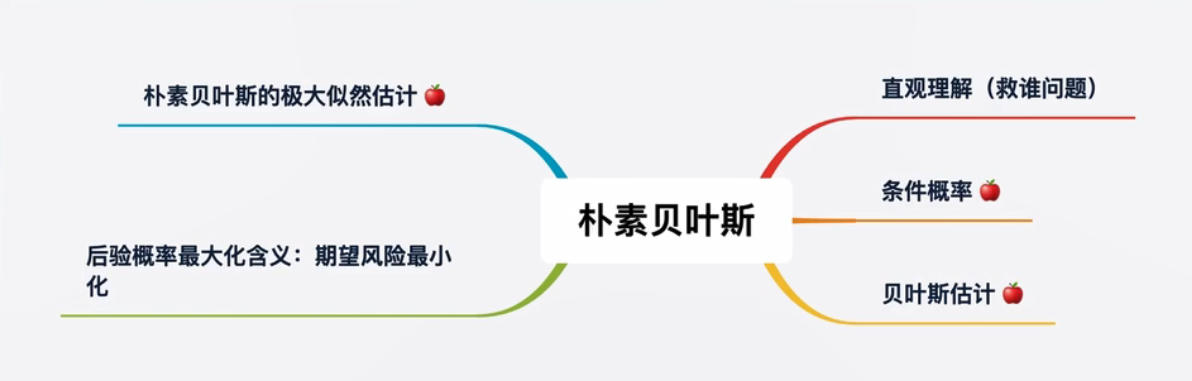 朴素贝叶斯的极大似然估计🍎
后验概率最大化含义：期望风险最小
化
朴素贝叶斯
直观理解（救谁问题）
条件概率🍎
贝叶斯估计🍎